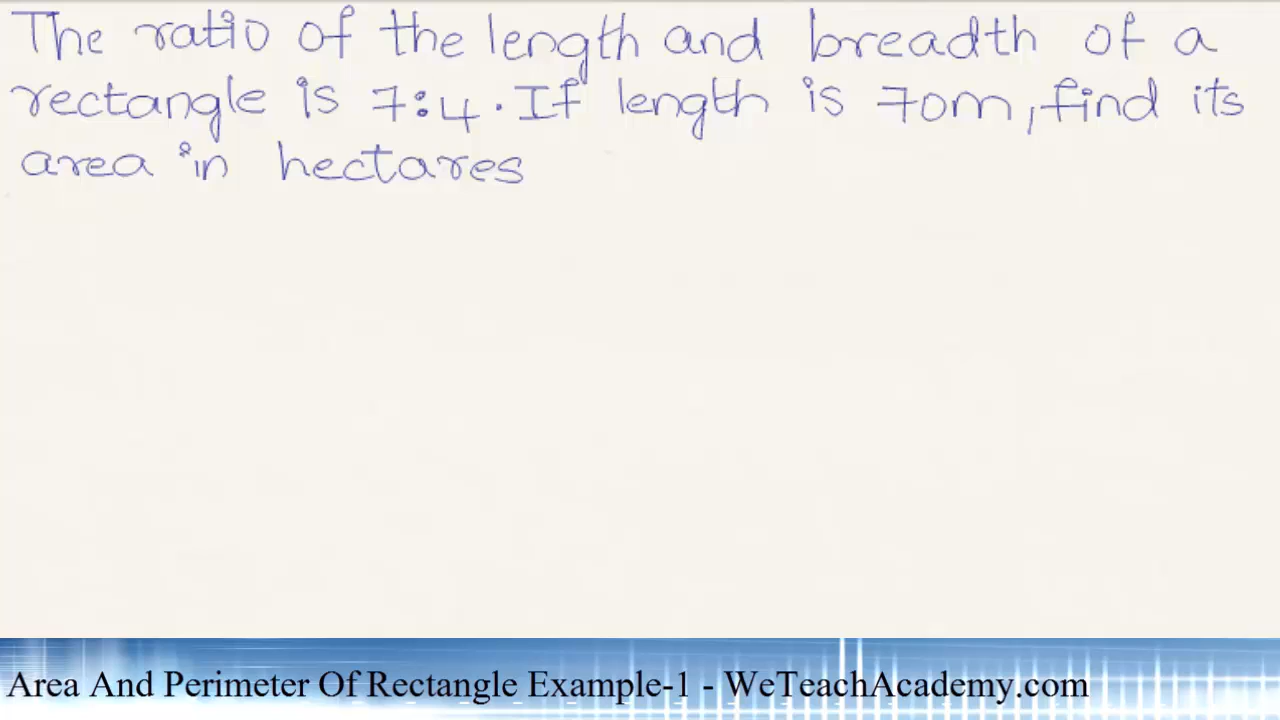 The ratio of the length and breadth of a
rectangle is 7:4. If length is 70m, find its
area in hectares
Area And Perimeter Of Rectangle Example-1 - WeTeachAcademy.com